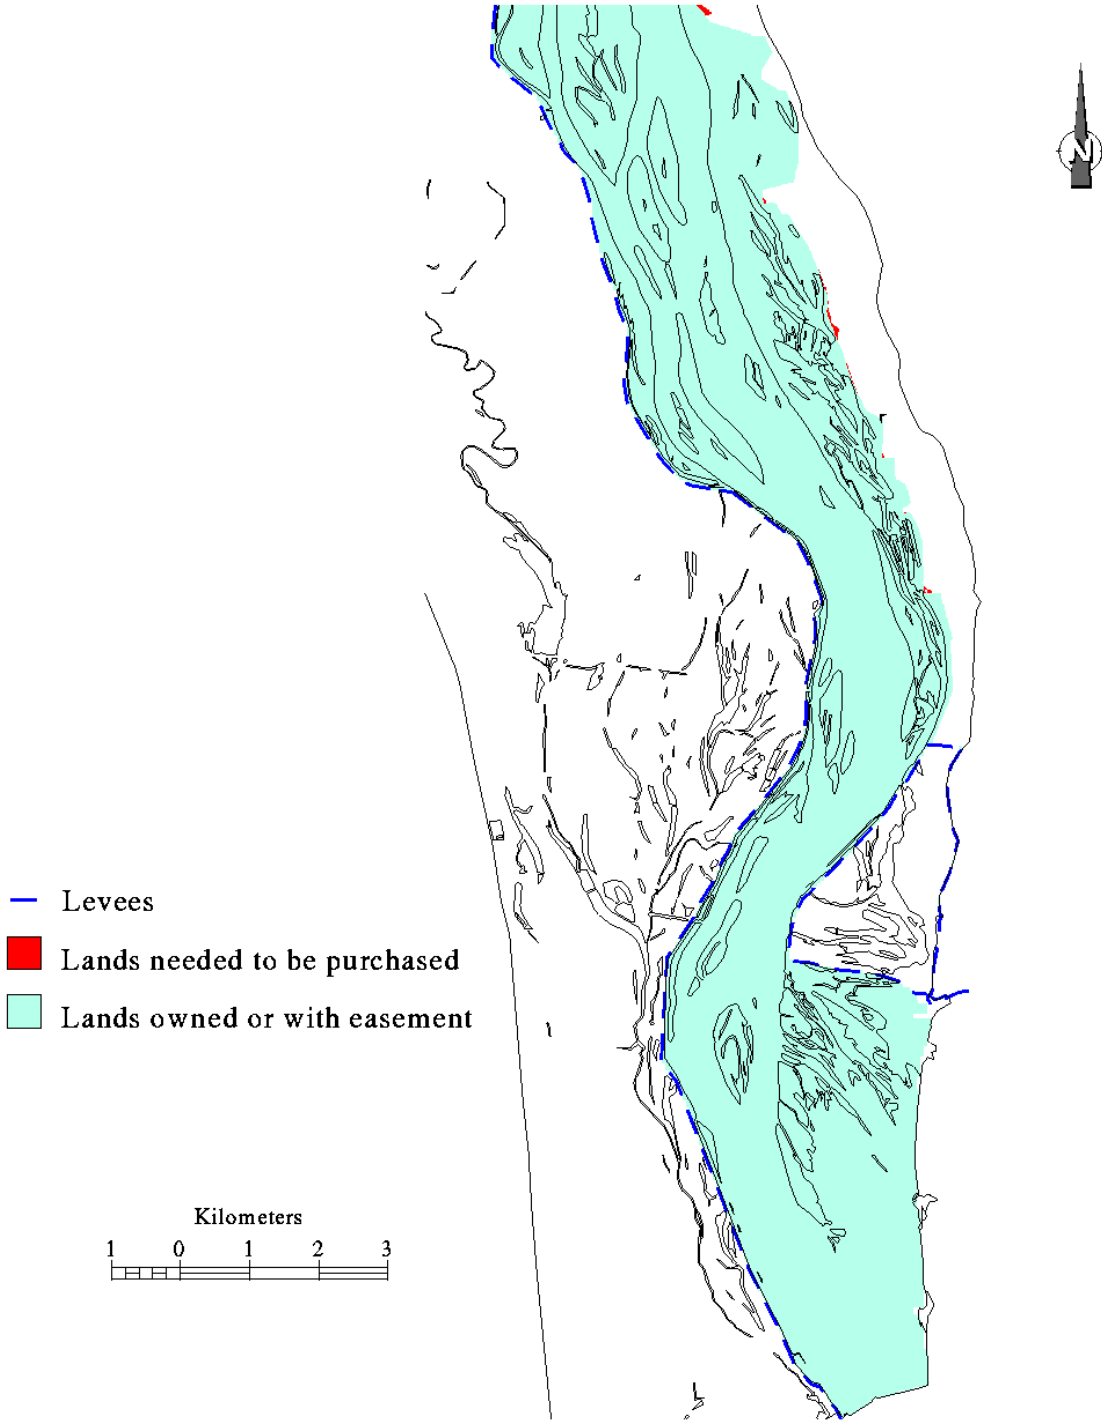 N
Levees
Lands needed to be purchased
Lands owned or with easement
Kilometers
1 0 1 2 3